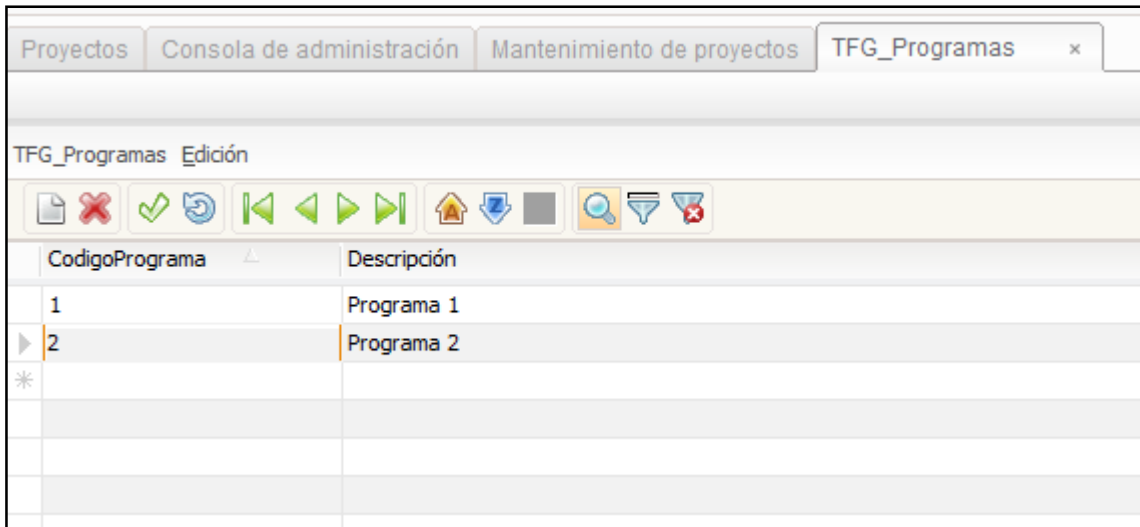 Proyectos Consola de administración Mantenimiento de proyectos TFG_Programas ×
TFG_Programas Edición
A Z
CodigoPrograma Descripción
1 Programa 1
2 Programa 2